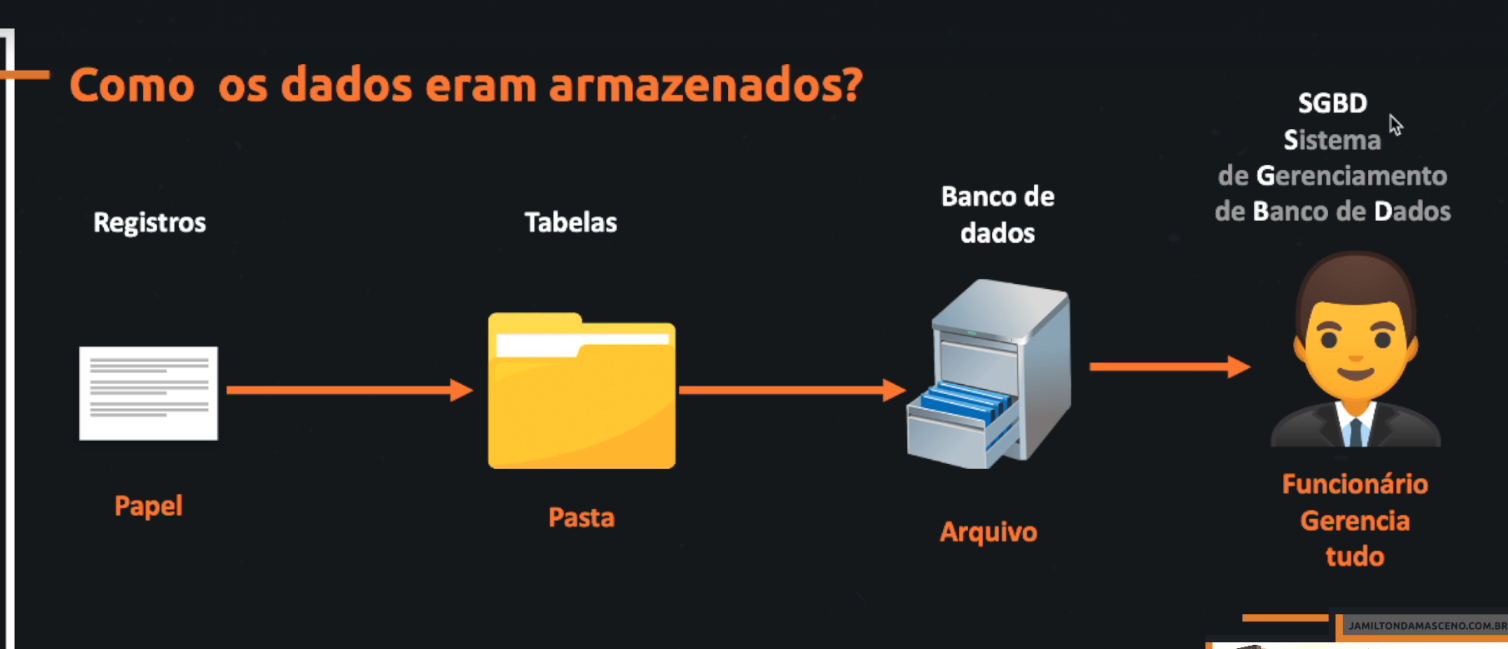 Como os dados eram armazenados?
SGBD
Sistema
de Gerenciamento
de Banco de Dados
Registros
Tabelas
Banco de
dados
Papel
Pasta
Arquivo
Funcionário
Gerencia
tudo
JAMILTONDAMASCENO.COM.BR